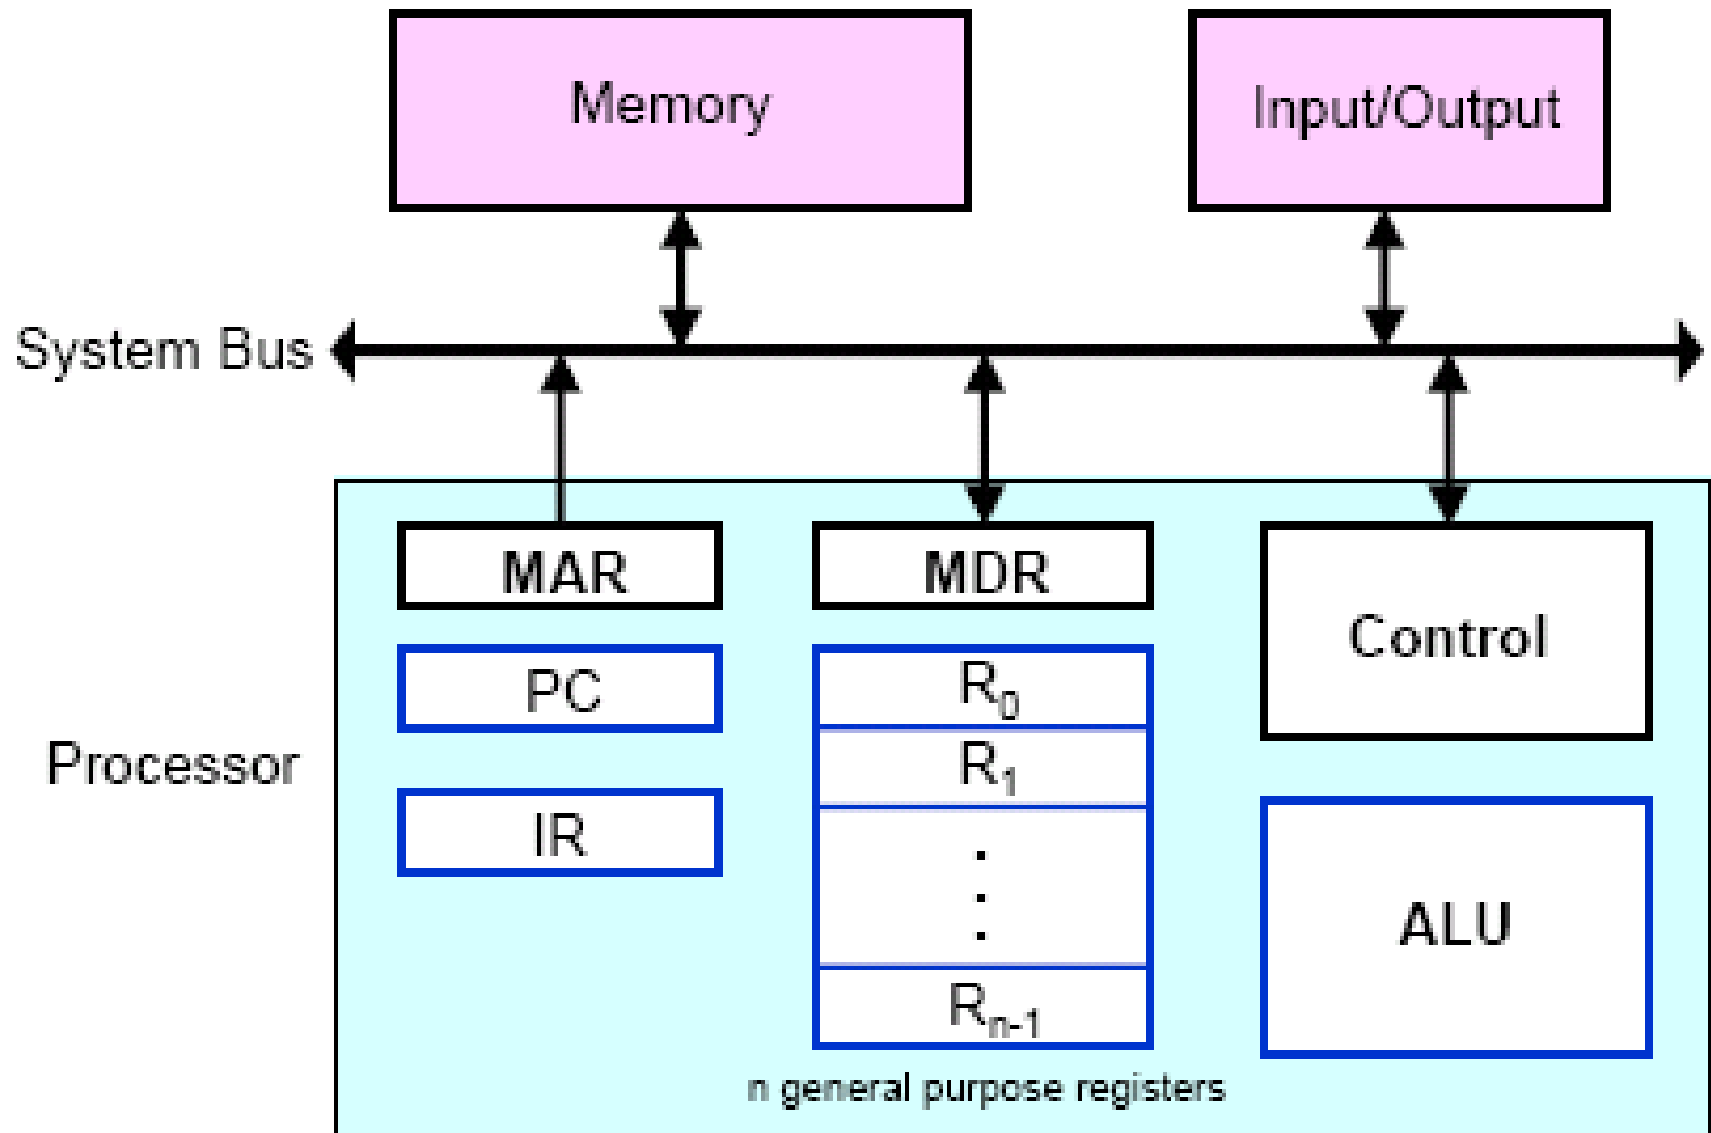 Memory
Input/Output
System Bus
MAR
MDR
Control
PC
R0
R1
Processor
IR
.
.
.
ALU
Rn-1
n general purpose registers